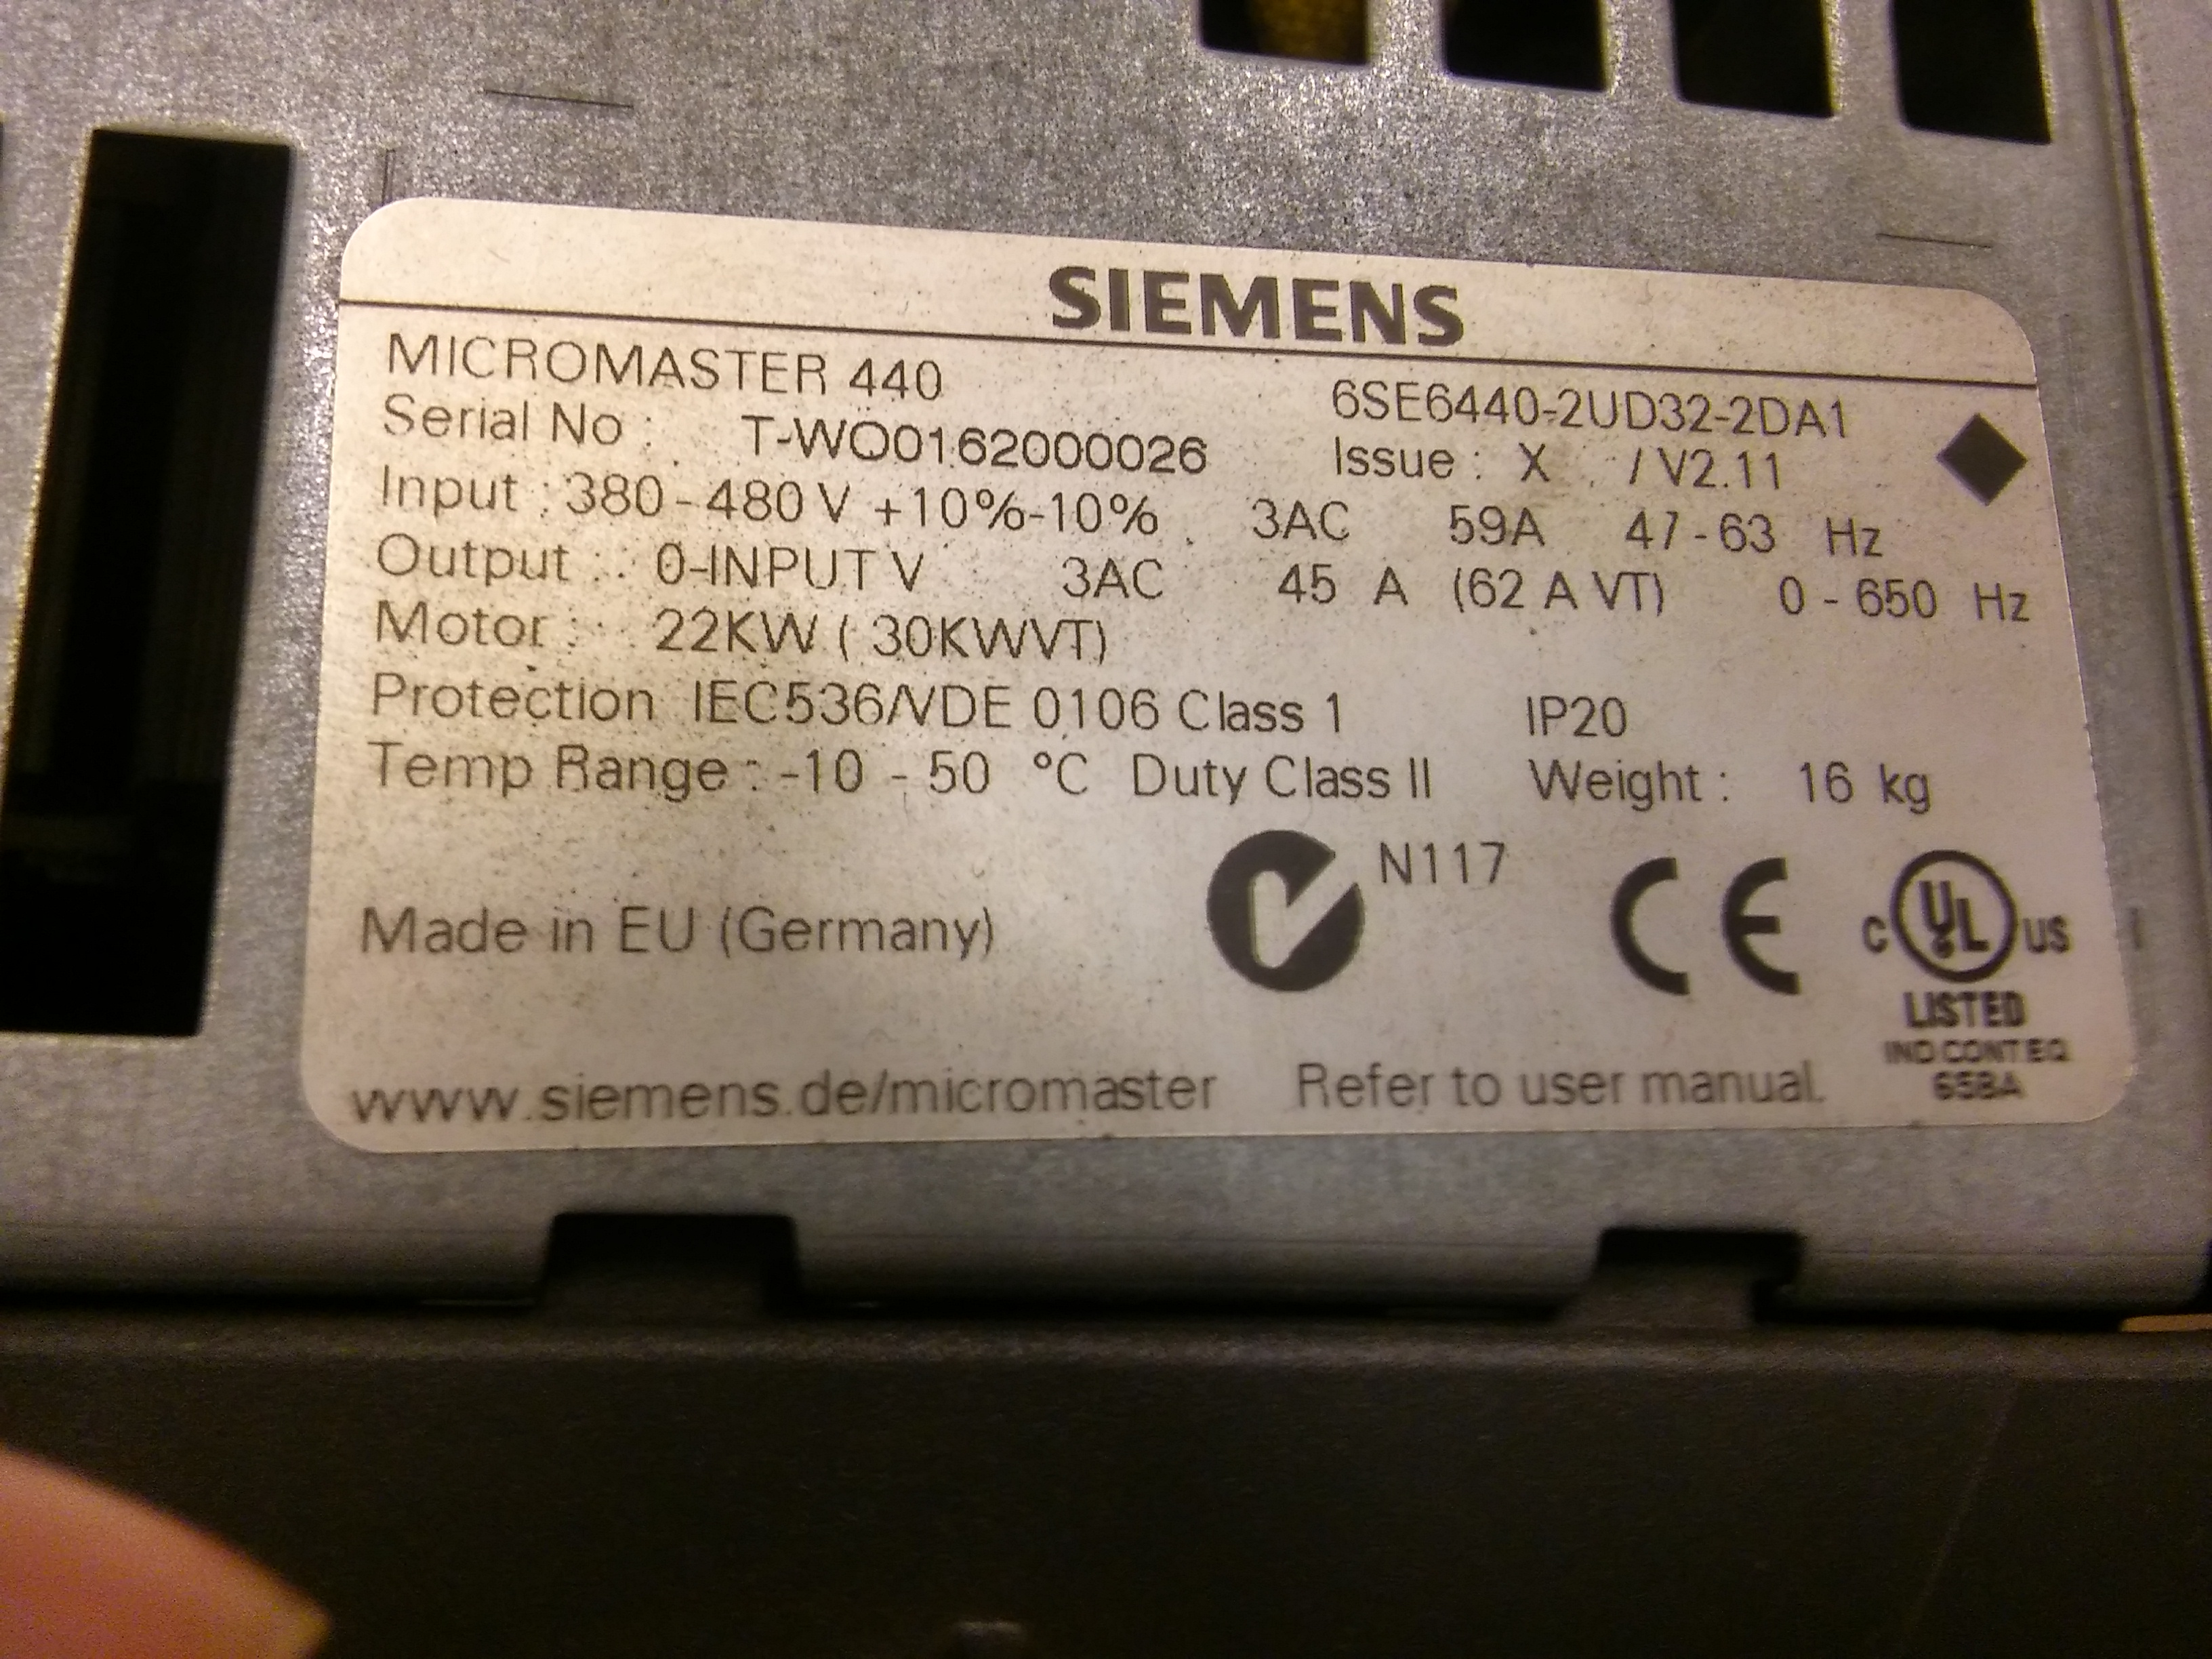 SIEMENS
MICROMASTER 440 6SE6440-2UD32-2DA1
Serial No : T-WO0162000026 Issue : X / V2.11
Input : 380-480 V +10%-10% 3AC 59A 47-63 Hz
Output : 0-INPUT V 3AC 45 A (62 A VT) 0 - 650 Hz
Motor : 22KW ( 30KWVT)
Protection IEC536/VDE 0106 Class 1 IP20
Temp Range : -10 - 50 °C Duty Class II Weight : 16 kg
N117
CE
C UL US
Made in EU (Germany)
LISTED
IND CONT EQ
658A
www.siemens.de/micromaster Refer to user manual.